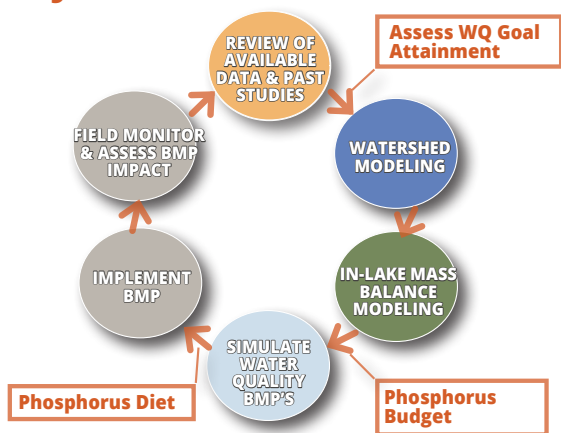 REVIEW OF
AVAILABLE
DATA & PAST
STUDIES
Assess WQ Goal
Attainment
WATERSHED
MODELING
IN-LAKE MASS
BALANCE
MODELING
Phosphorus
Budget
SIMULATE
WATER
QUALITY
BMP'S
Phosphorus Diet
IMPLEMENT
BMP
FIELD MONITOR
& ASSESS BMP
IMPACT